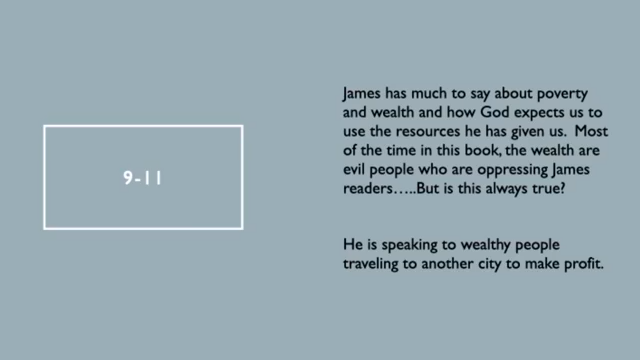 9-11
James has much to say about poverty
and wealth and how God expects us to
use the resources he has given us.  Most
of the time in this book, the wealth are
evil people who are oppressing James
readers…..But is this always true?
He is speaking to wealthy people
traveling to another city to make profit.